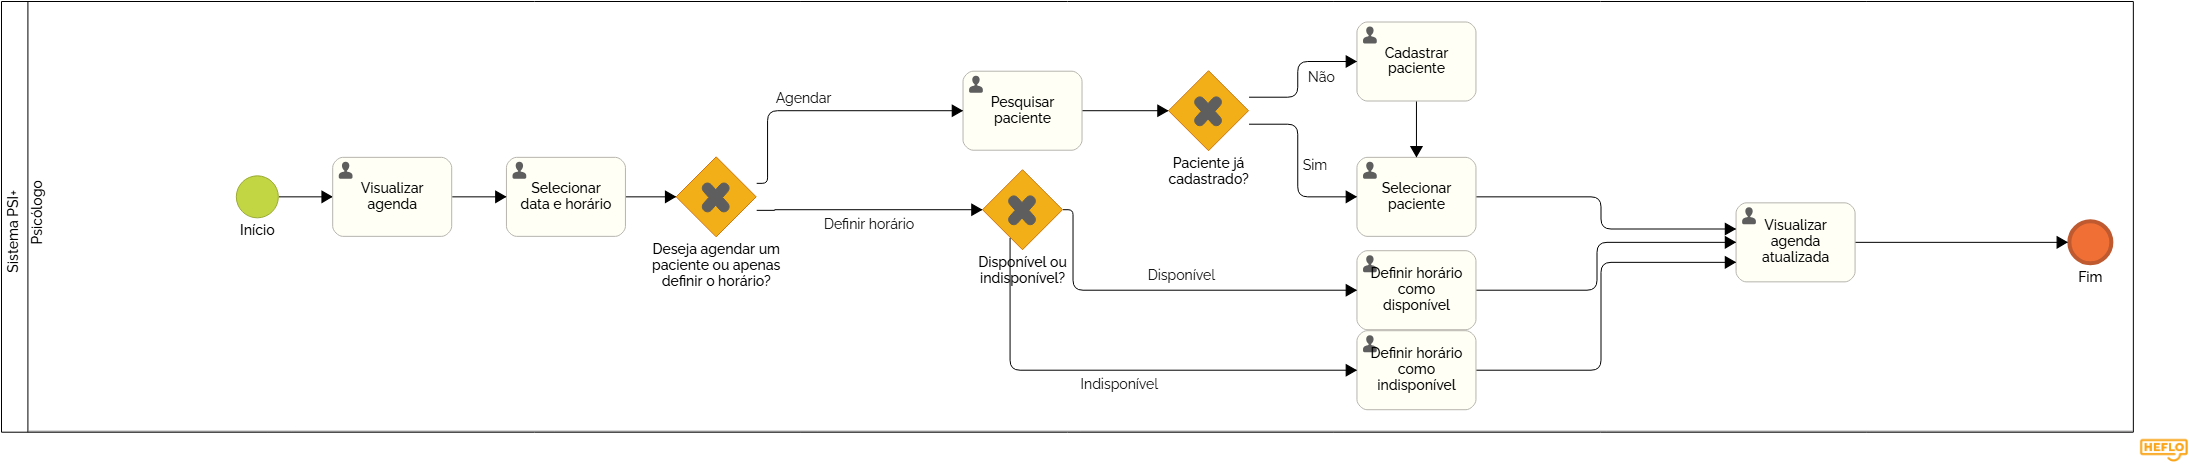 Sistema PSI+
Psicólogo
Início
Visualizar
agenda
Selecionar
data e horário
Deseja agendar um
paciente ou apenas
definir o horário?
Agendar
Definir horário
Pesquisar
paciente
Disponível ou
indisponível?
Paciente já
cadastrado?
Não
Sim
Disponível
Indisponível
Cadastrar
paciente
Selecionar
paciente
Definir horário
como
disponível
Definir horário
como
indisponível
Visualizar
agenda
atualizada
Fim
HEFLO